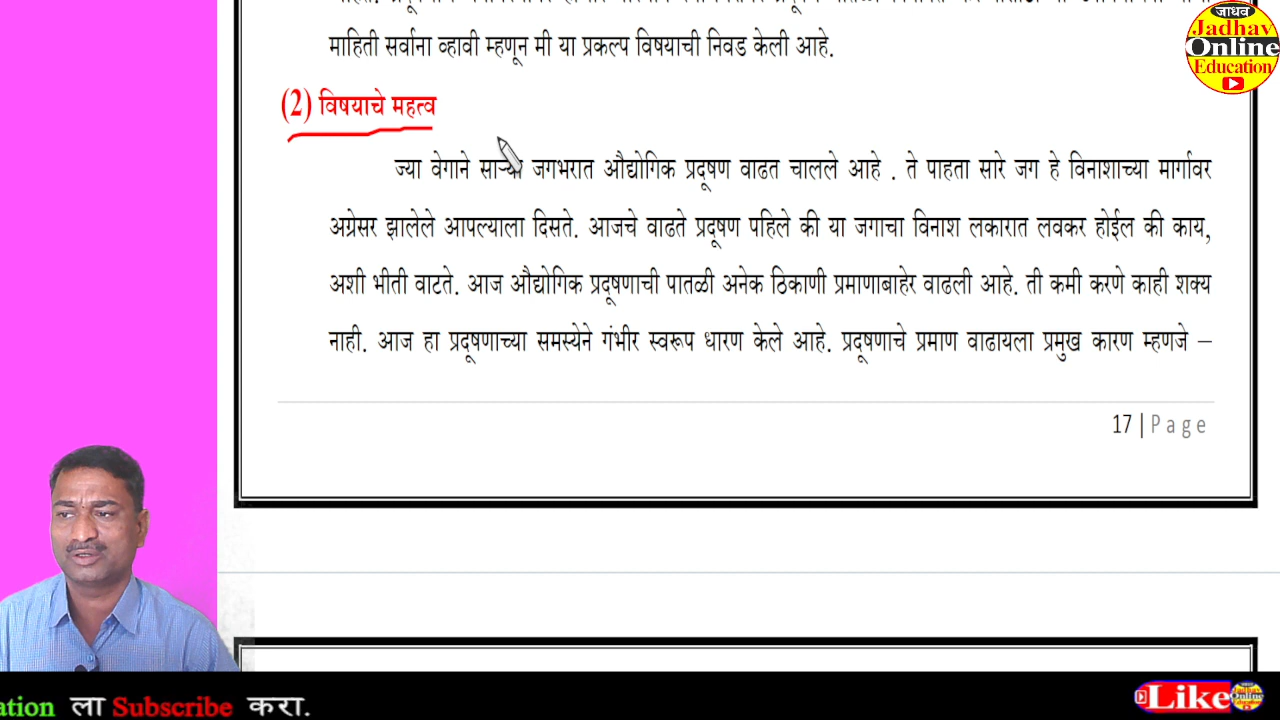 माहिती सर्वाना व्हावी म्हणून मी या प्रकल्प विषयाची निवड केली आहे.
(2) विषयाचे महत्व
ज्या वेगाने साऱ्या जगभरात औद्योगिक प्रदूषण वाढत चालले आहे . ते पाहता सारे जग हे विनाशाच्या मार्गावर
अग्रेसर झालेले आपल्याला दिसते. आजचे वाढते प्रदूषण पहिले की या जगाचा विनाश लकारात लवकर होईल की काय,
अशी भीती वाटते. आज औद्योगिक प्रदूषणाची पातळी अनेक ठिकाणी प्रमाणाबाहेर वाढली आहे. ती कमी करणे काही शक्य
नाही. आज हा प्रदूषणाच्या समस्येने गंभीर स्वरूप धारण केले आहे. प्रदूषणाचे प्रमाण वाढायला प्रमुख कारण म्हणजे –
17 | Page
जाधव
Jadhav
Online
Education
ation ला Subscribe करा.
Like